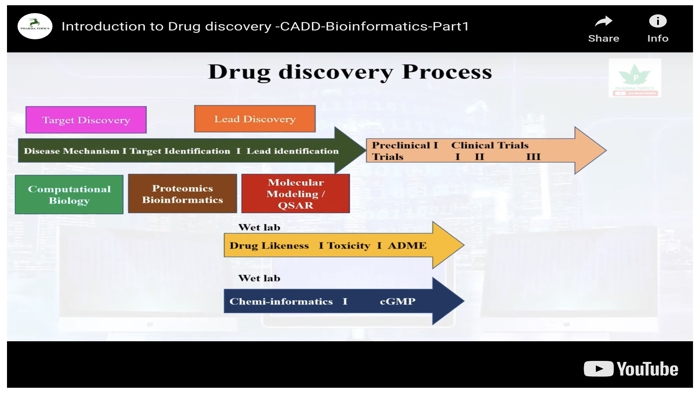 Introduction to Drug discovery -CADD-Bioinformatics-Part1
Share
Info
Drug discovery Process
Target Discovery
Lead Discovery
Disease Mechanism I Target Identification I Lead identification
Preclinical I Clinical Trials
Trials I II III
Computational
Biology
Proteomics
Bioinformatics
Molecular
Modeling /
QSAR
Wet lab
Drug Likeness I Toxicity I ADME
Wet lab
Chemi-informatics I cGMP
YouTube